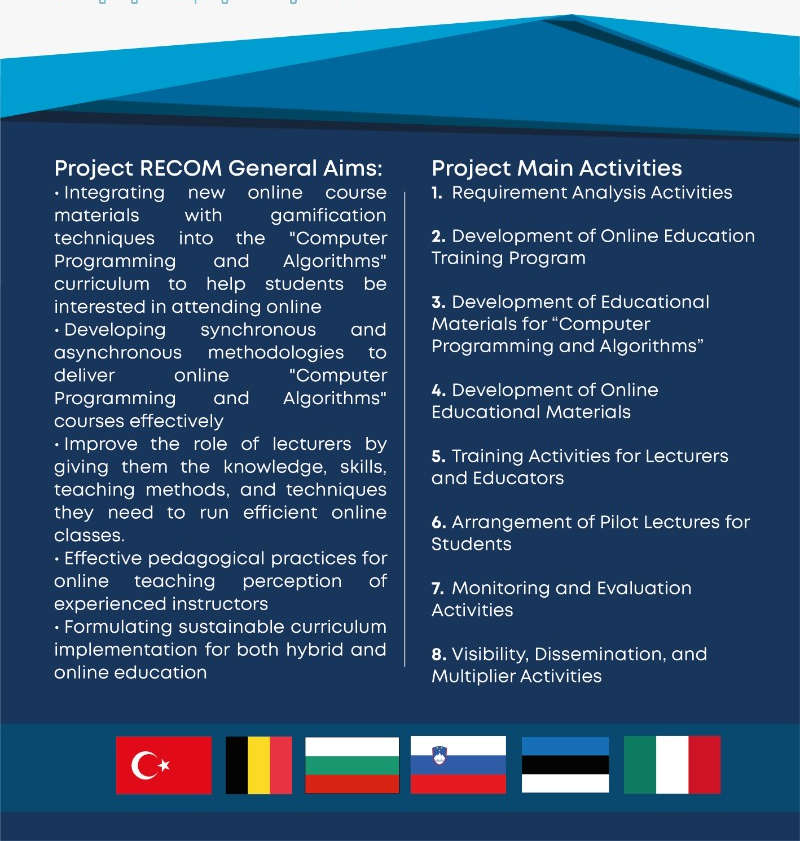 Project RECOM General Aims:
• Integrating new online course
materials with gamification
techniques into the "Computer
Programming and Algorithms"
curriculum to help students be
interested in attending online
• Developing synchronous and
asynchronous methodologies to
deliver online "Computer
Programming and Algorithms"
courses effectively
• Improve the role of lecturers by
giving them the knowledge, skills,
teaching methods, and techniques
they need to run efficient online
classes.
• Effective pedagogical practices for
online teaching perception of
experienced instructors
• Formulating sustainable curriculum
implementation for both hybrid and
online education
Project Main Activities
1. Requirement Analysis Activities
2. Development of Online Education
Training Program
3. Development of Educational
Materials for “Computer
Programming and Algorithms”
4. Development of Online
Educational Materials
5. Training Activities for Lecturers
and Educators
6. Arrangement of Pilot Lectures for
Students
7. Monitoring and Evaluation
Activities
8. Visibility, Dissemination, and
Multiplier Activities